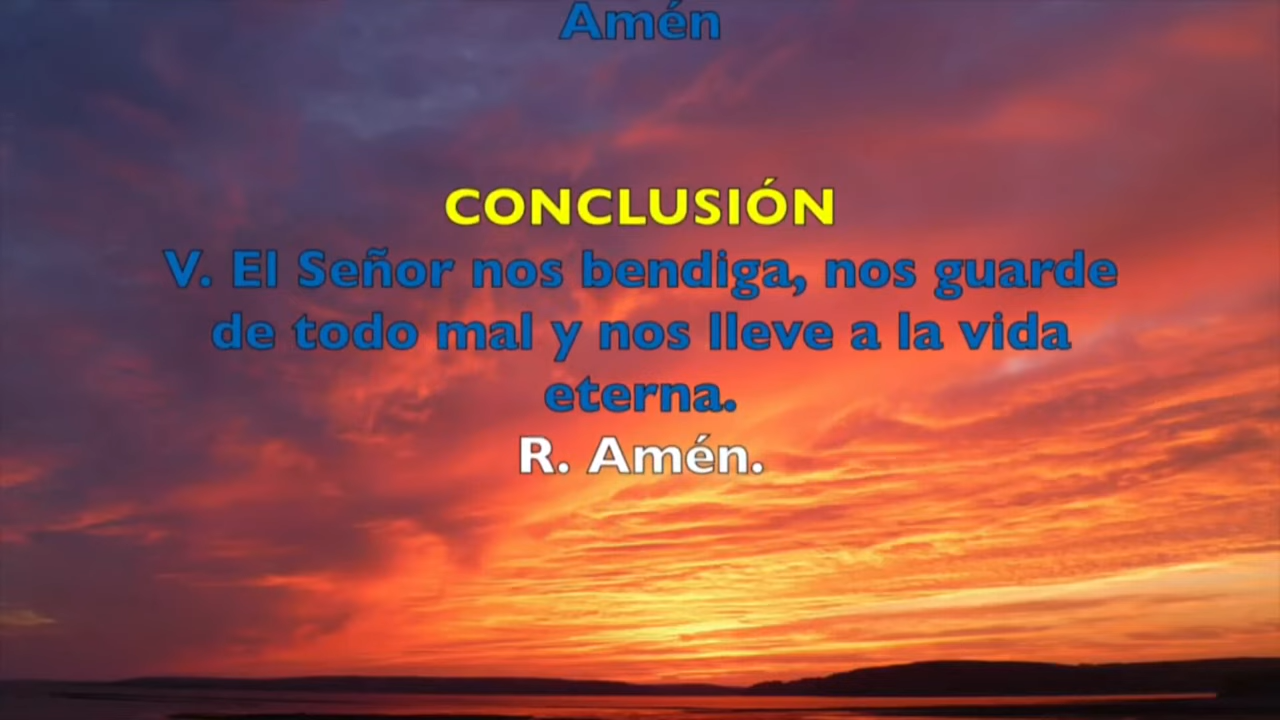 Amén
CONCLUSIÓN
V. El Señor nos bendiga, nos guarde
de todo mal y nos lleve a la vida
eterna.
R. Amén.